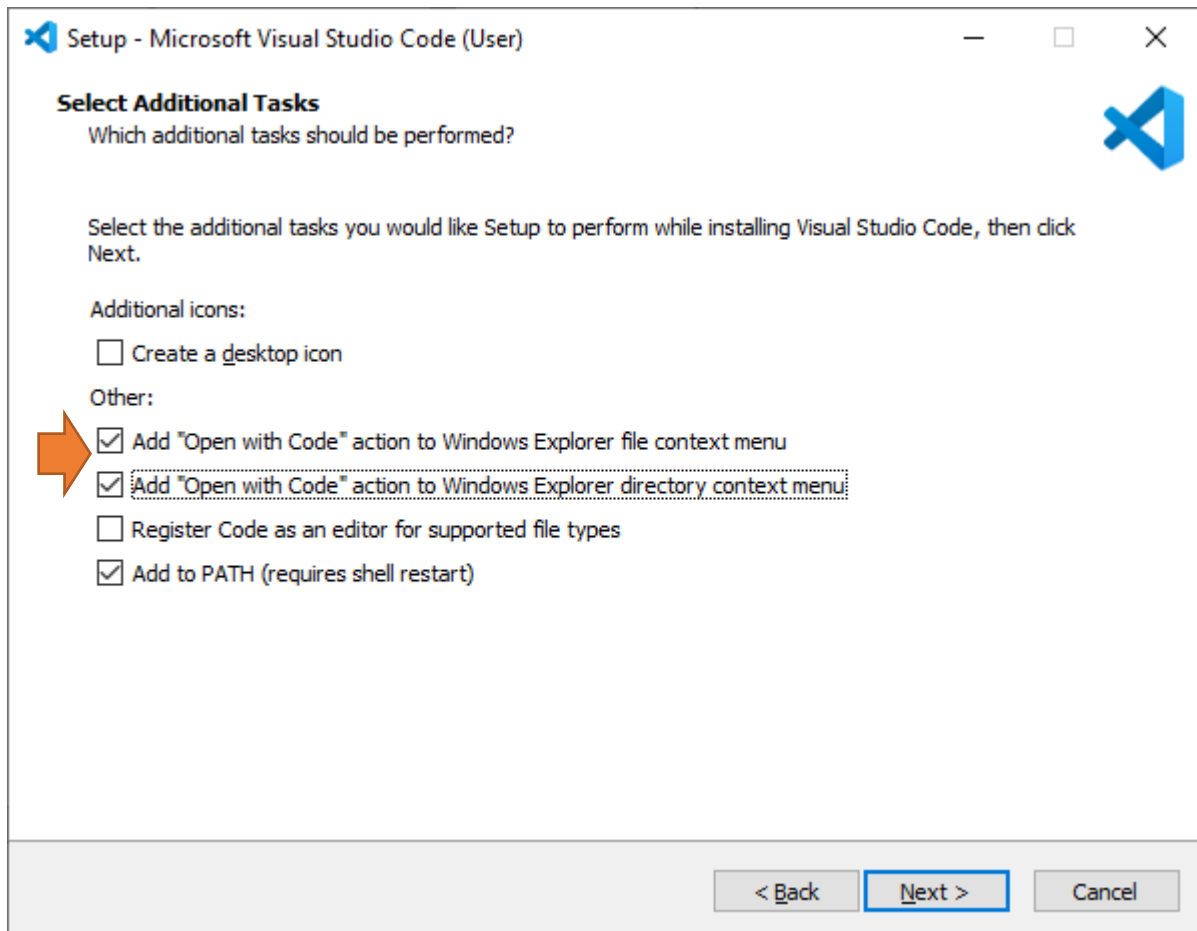 Setup - Microsoft Visual Studio Code (User)
Select Additional Tasks
Which additional tasks should be performed?
Select the additional tasks you would like Setup to perform while installing Visual Studio Code, then click
Next.
Additional icons:
Create a desktop icon
Other:
Add "Open with Code" action to Windows Explorer file context menu
Add "Open with Code" action to Windows Explorer directory context menu
Register Code as an editor for supported file types
Add to PATH (requires shell restart)
< Back
Next >
Cancel